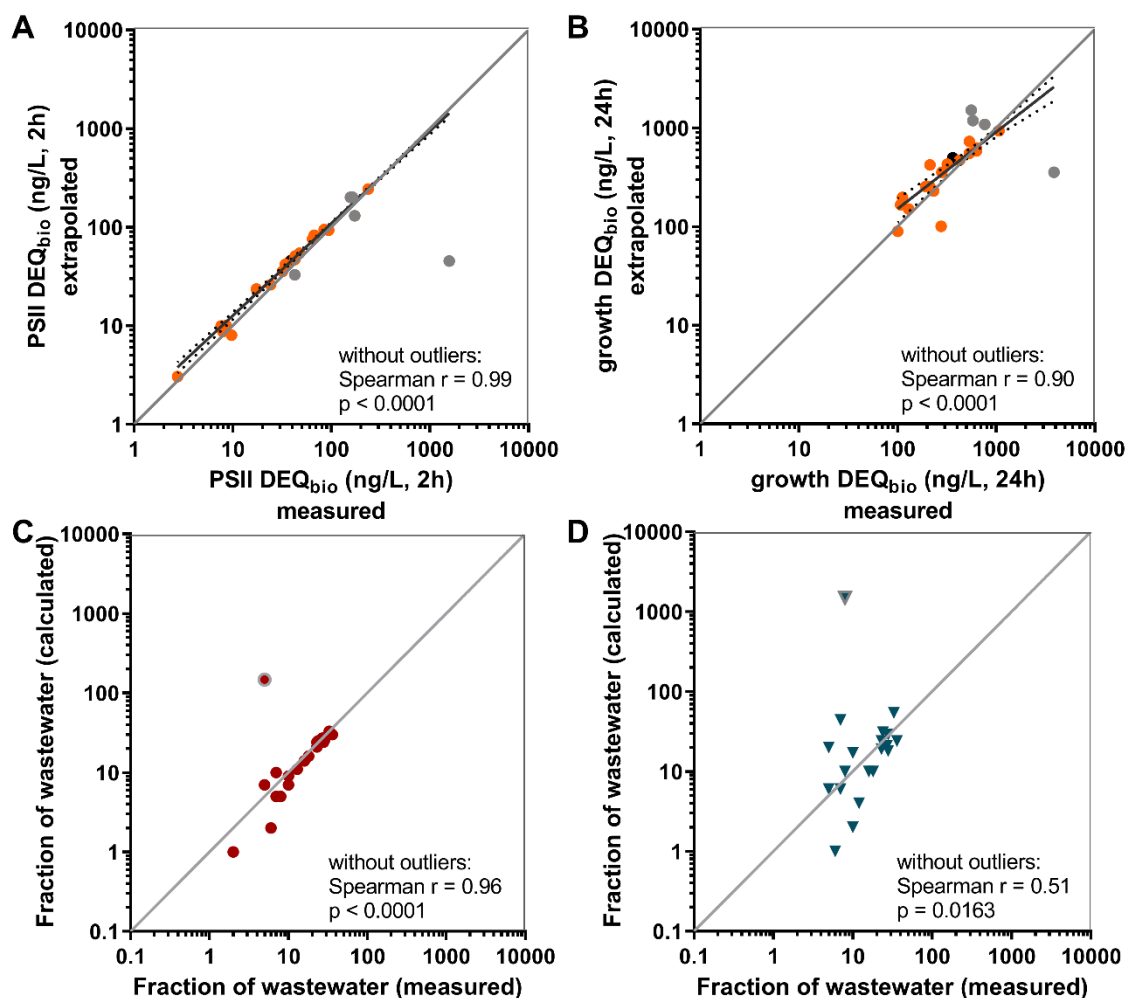 A
PSII DEQbio (ng/L, 2h)
extrapolated
10000
1000
100
10
1
1
10
100
1000
10000
without outliers:
Spearman r = 0.99
p < 0.0001
PSII DEQbio (ng/L, 2h)
measured
B
growth DEQbio (ng/L, 24h)
extrapolated
10000
1000
100
10
1
1
10
100
1000
10000
without outliers:
Spearman r = 0.90
p < 0.0001
growth DEQbio (ng/L, 24h)
measured
C
Fraction of wastewater (calculated)
10000
1000
100
10
1
0.1
0.1
1
10
100
1000
10000
without outliers:
Spearman r = 0.96
p < 0.0001
Fraction of wastewater (measured)
D
Fraction of wastewater (calculated)
10000
1000
100
10
1
0.1
0.1
1
10
100
1000
10000
without outliers:
Spearman r = 0.51
p = 0.0163
Fraction of wastewater (measured)